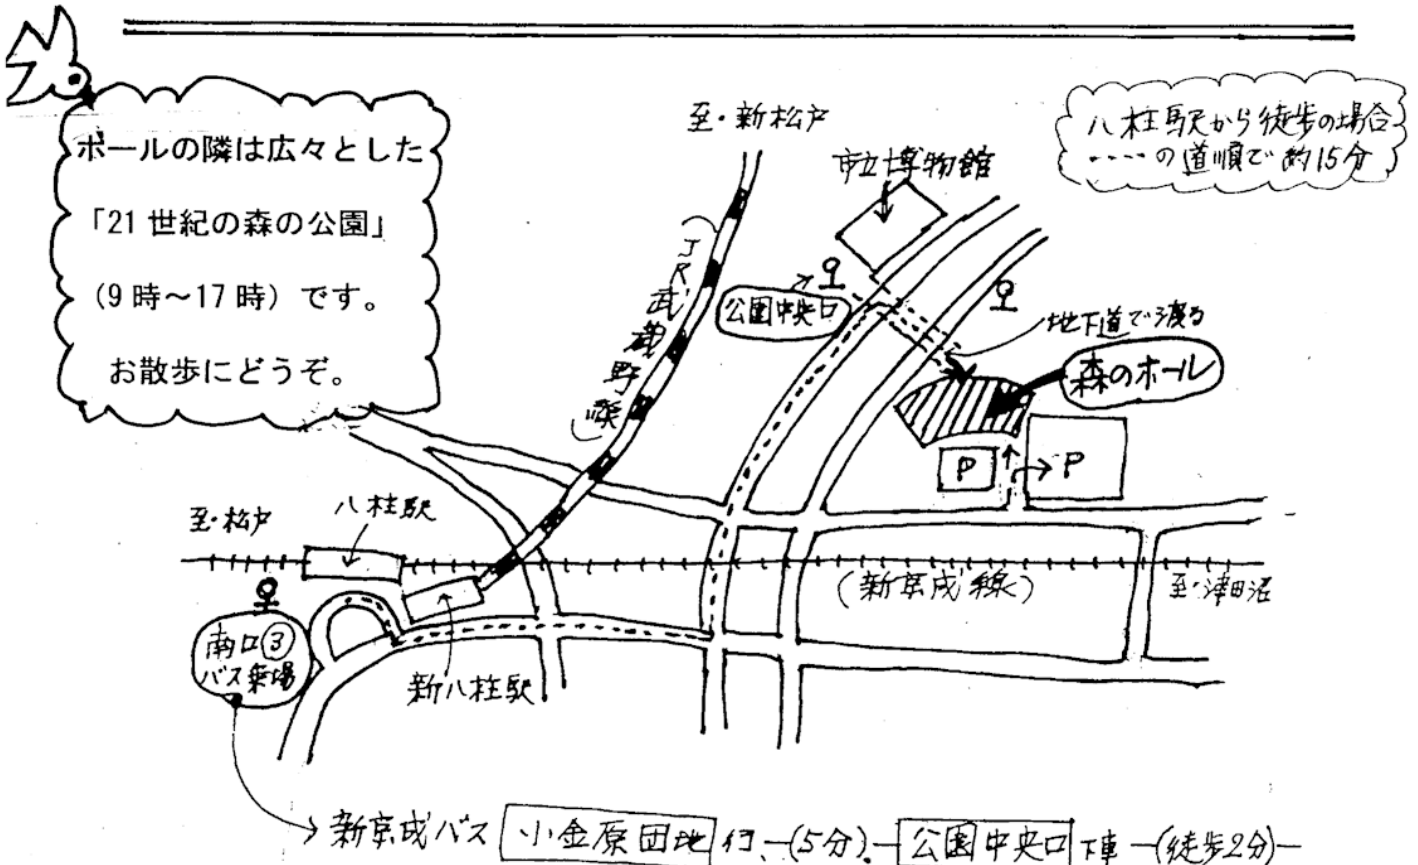 ホールの隣は広々とした
「21世紀の森の公園」
（9時～17時）です。
お散歩にどうぞ。
至・新松戸
市立博物館
八柱駅から徒歩の場合
‥‥の道順で約15分
（JR武蔵野線）
公園中央口
地下道で渡る
森のホール
P
P
至・松戸
八柱駅
（新京成線）
至・津田沼
南口③
バス乗場
新八柱駅
新京成バス 小金原団地 行、―(5分)、― 公園中央口 下車 ―(徒歩2分)―